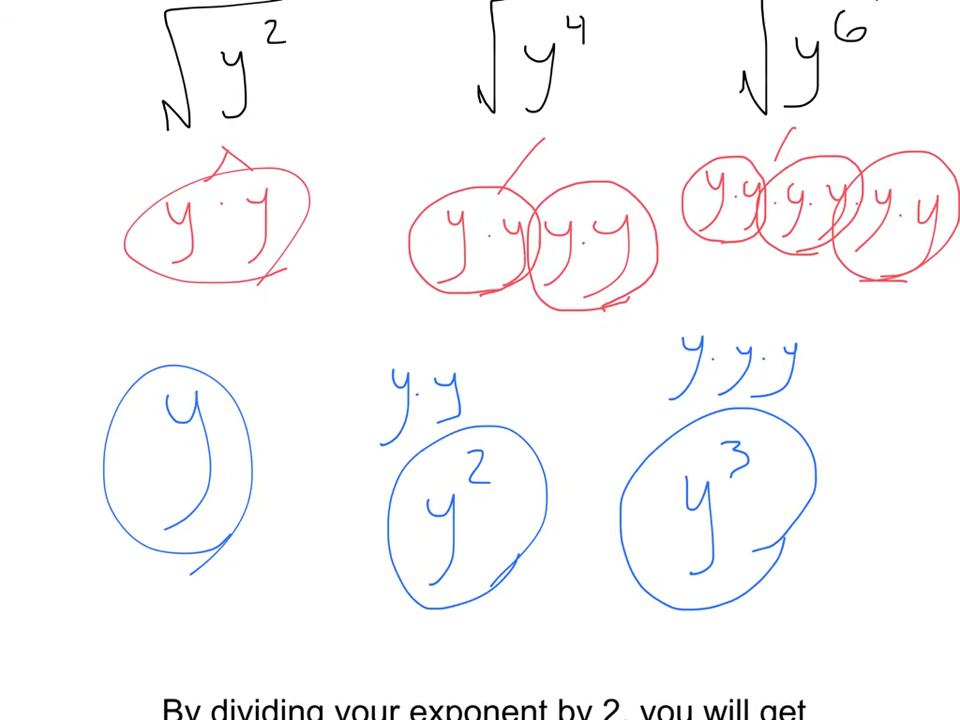 √y² √y⁴ √y⁶
y · y y · y y · y y · y · y · y · y · y
y · y y · y · y
y y² y³
By dividing your exponent by 2, you will get